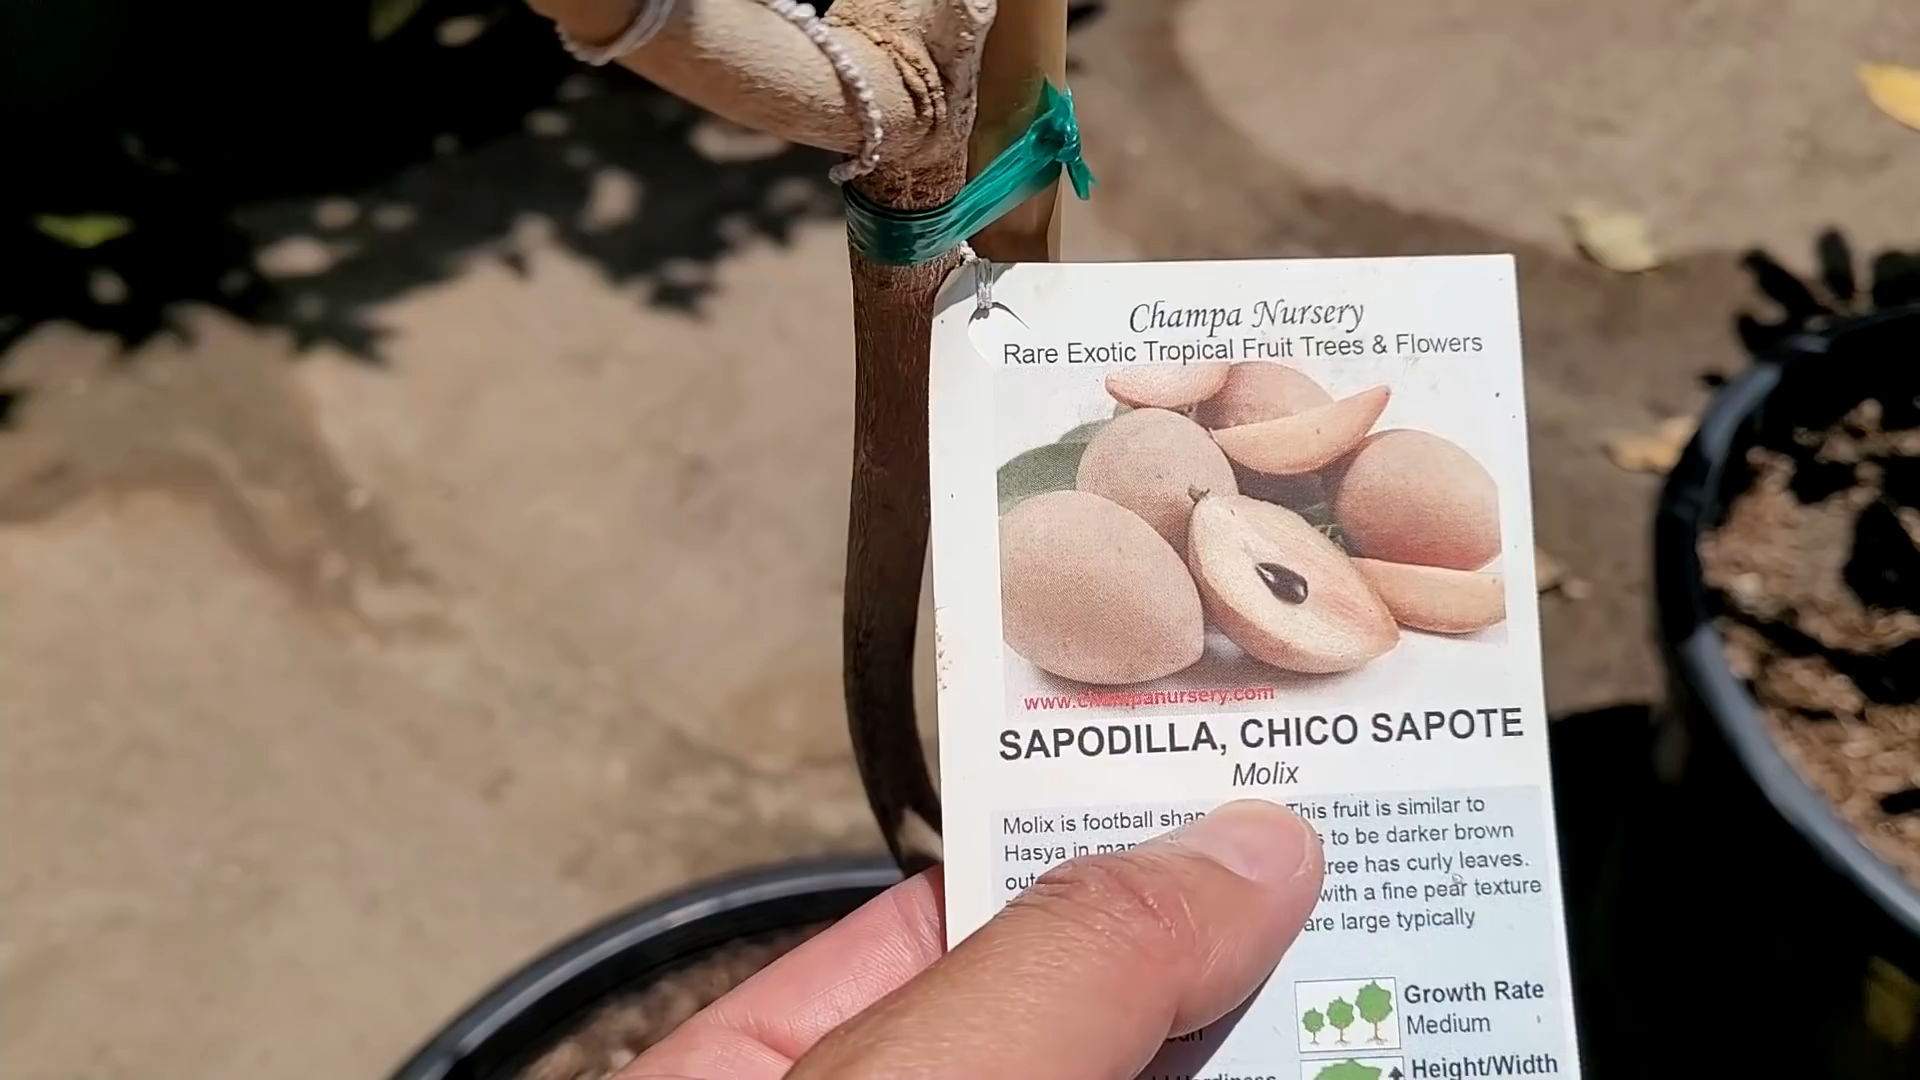 Champa Nursery
Rare Exotic Tropical Fruit Trees & Flowers
www.champanursery.com
SAPODILLA, CHICO SAPOTE
Molix
Molix is football This fruit is similar to
Hasya in to be darker brown
tree has curly leaves.
with a fine pear texture
are large typically
Growth Rate
Medium
Height/Width